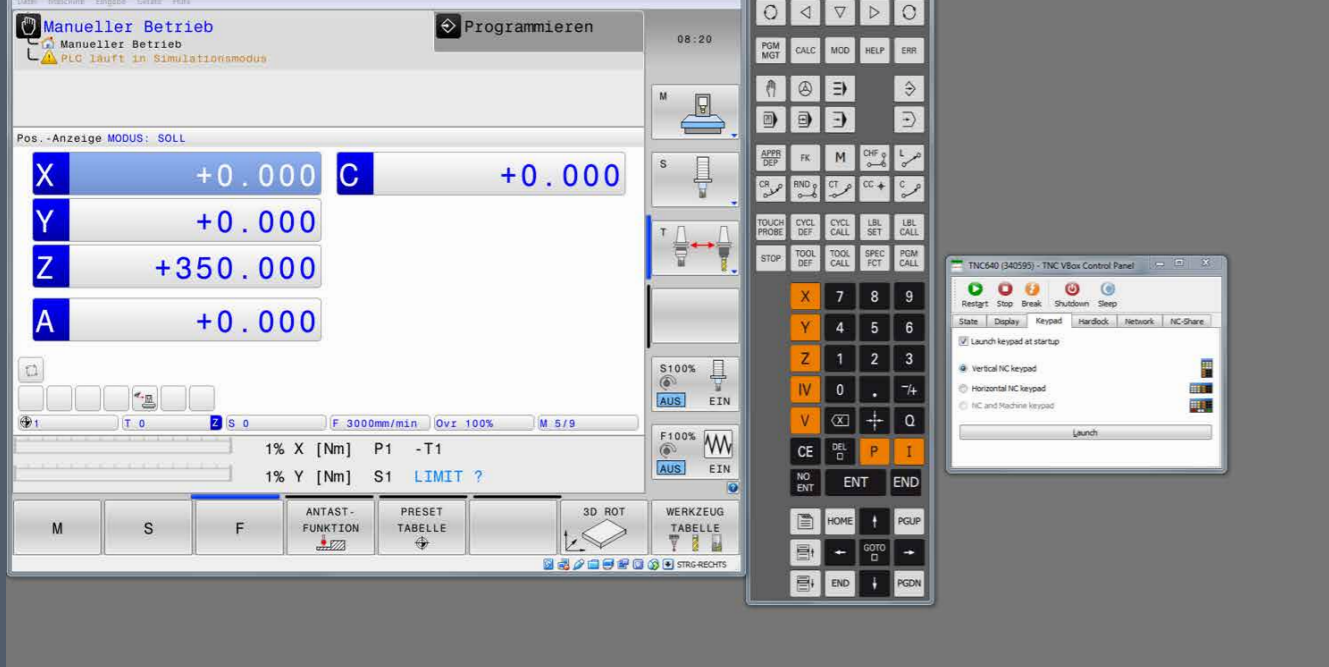 Datei Maschine Eingabe Geräte Hilfe
Manueller Betrieb
Manueller Betrieb
PLC läuft in Simulationsmodus
Programmieren
08:20
Pos.-Anzeige MODUS: SOLL
X +0.000
C +0.000
Y +0.000
Z +350.000
A +0.000
M
S
T
S100%
AUS EIN
F100%
AUS EIN
1
T 0
Z S 0
F 3000mm/min
Ovr 100%
M 5/9
1% X [Nm] P1 -T1
1% Y [Nm] S1 LIMIT ?
M
S
F
ANTAST-
FUNKTION
PRESET
TABELLE
3D ROT
WERKZEUG
TABELLE
STRG-RECHTS
PGM
MGT
CALC
MOD
HELP
ERR
APPR
DEP
FK
M
CHF
L
CR
RND
CT
CC
C
TOUCH
PROBE
CYCL
DEF
CYCL
CALL
LBL
SET
LBL
CALL
STOP
TOOL
DEF
TOOL
CALL
SPEC
FCT
PGM
CALL
X 7 8 9
Y 4 5 6
Z 1 2 3
IV 0 . -/+
V Q
CE
DEL
P I
NO
ENT
ENT
END
HOME
PGUP
GOTO
END
PGDN
TNC640 (340595) - TNC VBox Control Panel
Restart Stop Break Shutdown Sleep
State Display Keypad Hardlock Network NC-Share
Launch keypad at startup
Vertical NC keypad
Horizontal NC keypad
NC and Machine keypad
Launch